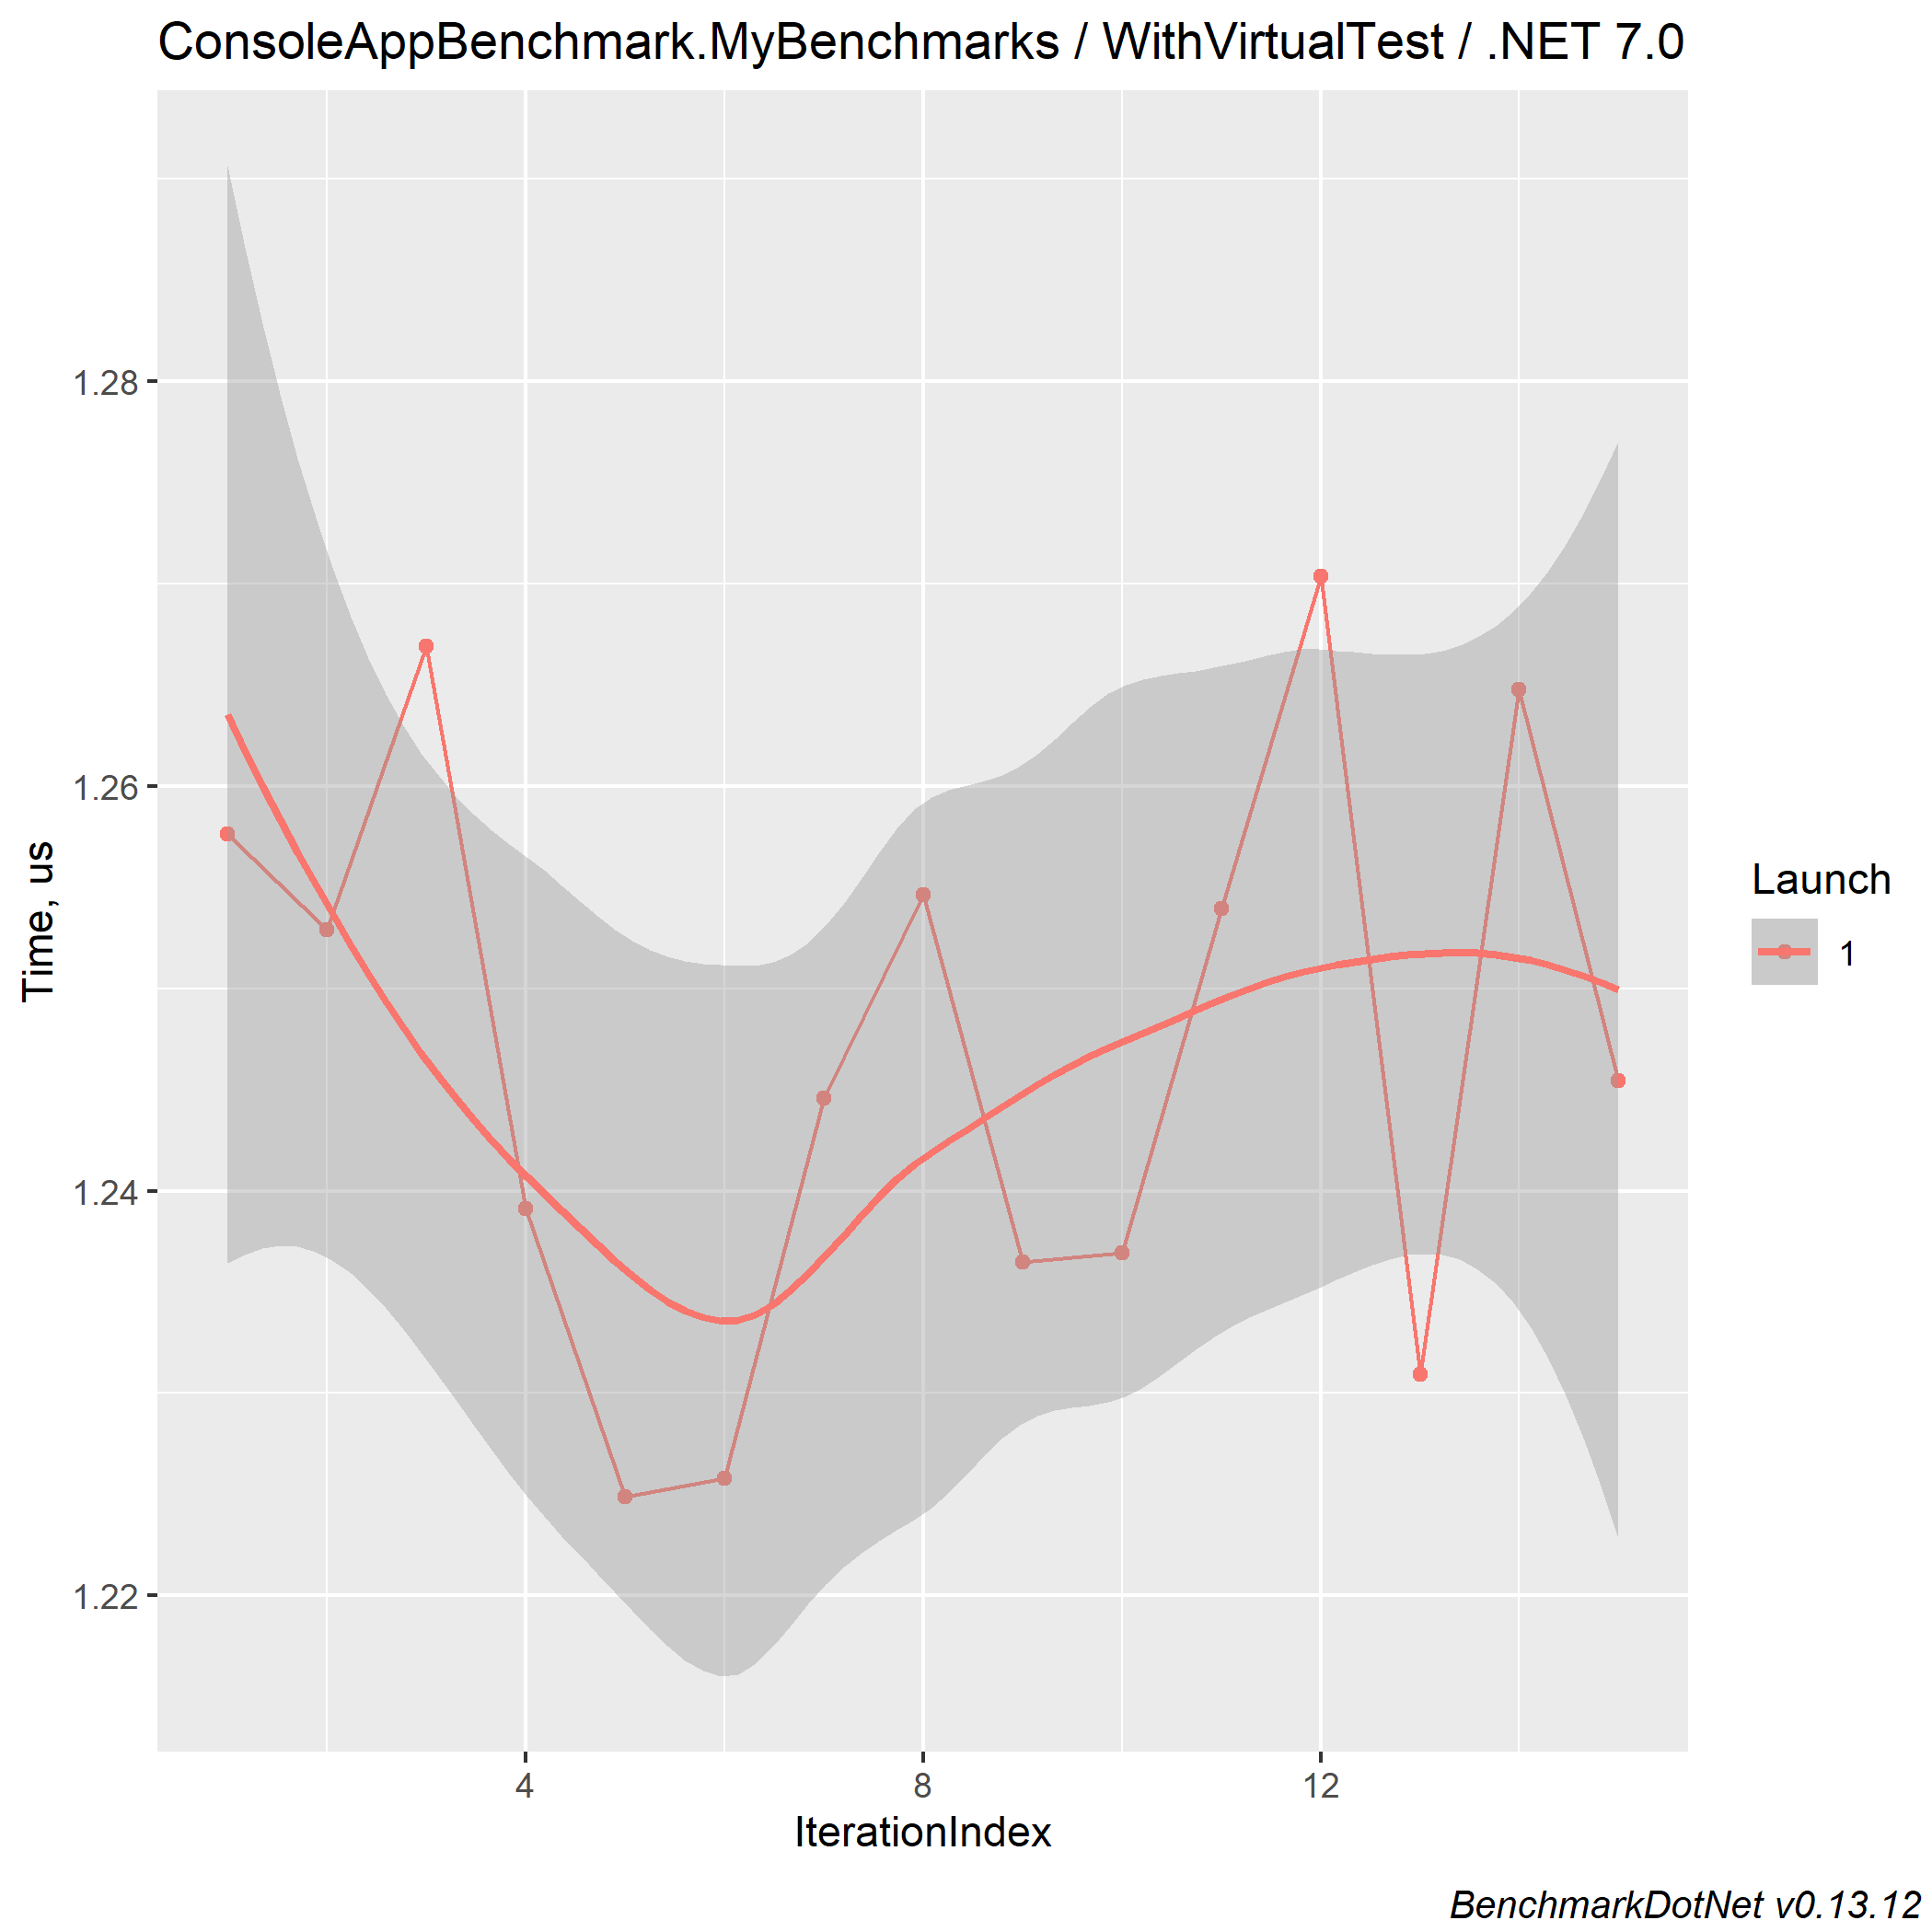 ConsoleAppBenchmark.MyBenchmarks / WithVirtualTest / .NET 7.0
1.28
1.26
1.24
1.22
Time, us
4 8 12
IterationIndex
Launch
1
BenchmarkDotNet v0.13.12